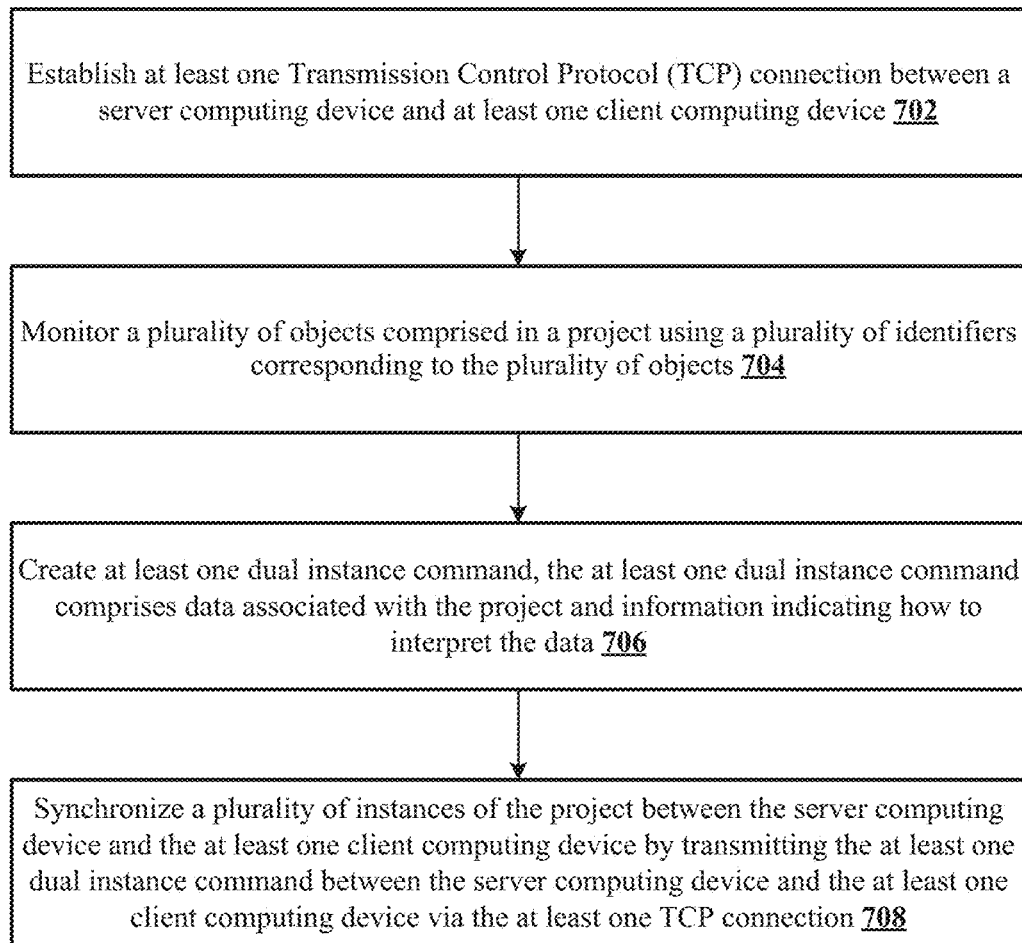 Establish at least one Transmission Control Protocol (TCP) connection between a
server computing device and at least one client computing device 702
Monitor a plurality of objects comprised in a project using a plurality of identifiers
corresponding to the plurality of objects 704
Create at least one dual instance command, the at least one dual instance command
comprises data associated with the project and information indicating how to
interpret the data 706
Synchronize a plurality of instances of the project between the server computing
device and the at least one client computing device by transmitting the at least one
dual instance command between the server computing device and the at least one
client computing device via the at least one TCP connection 708